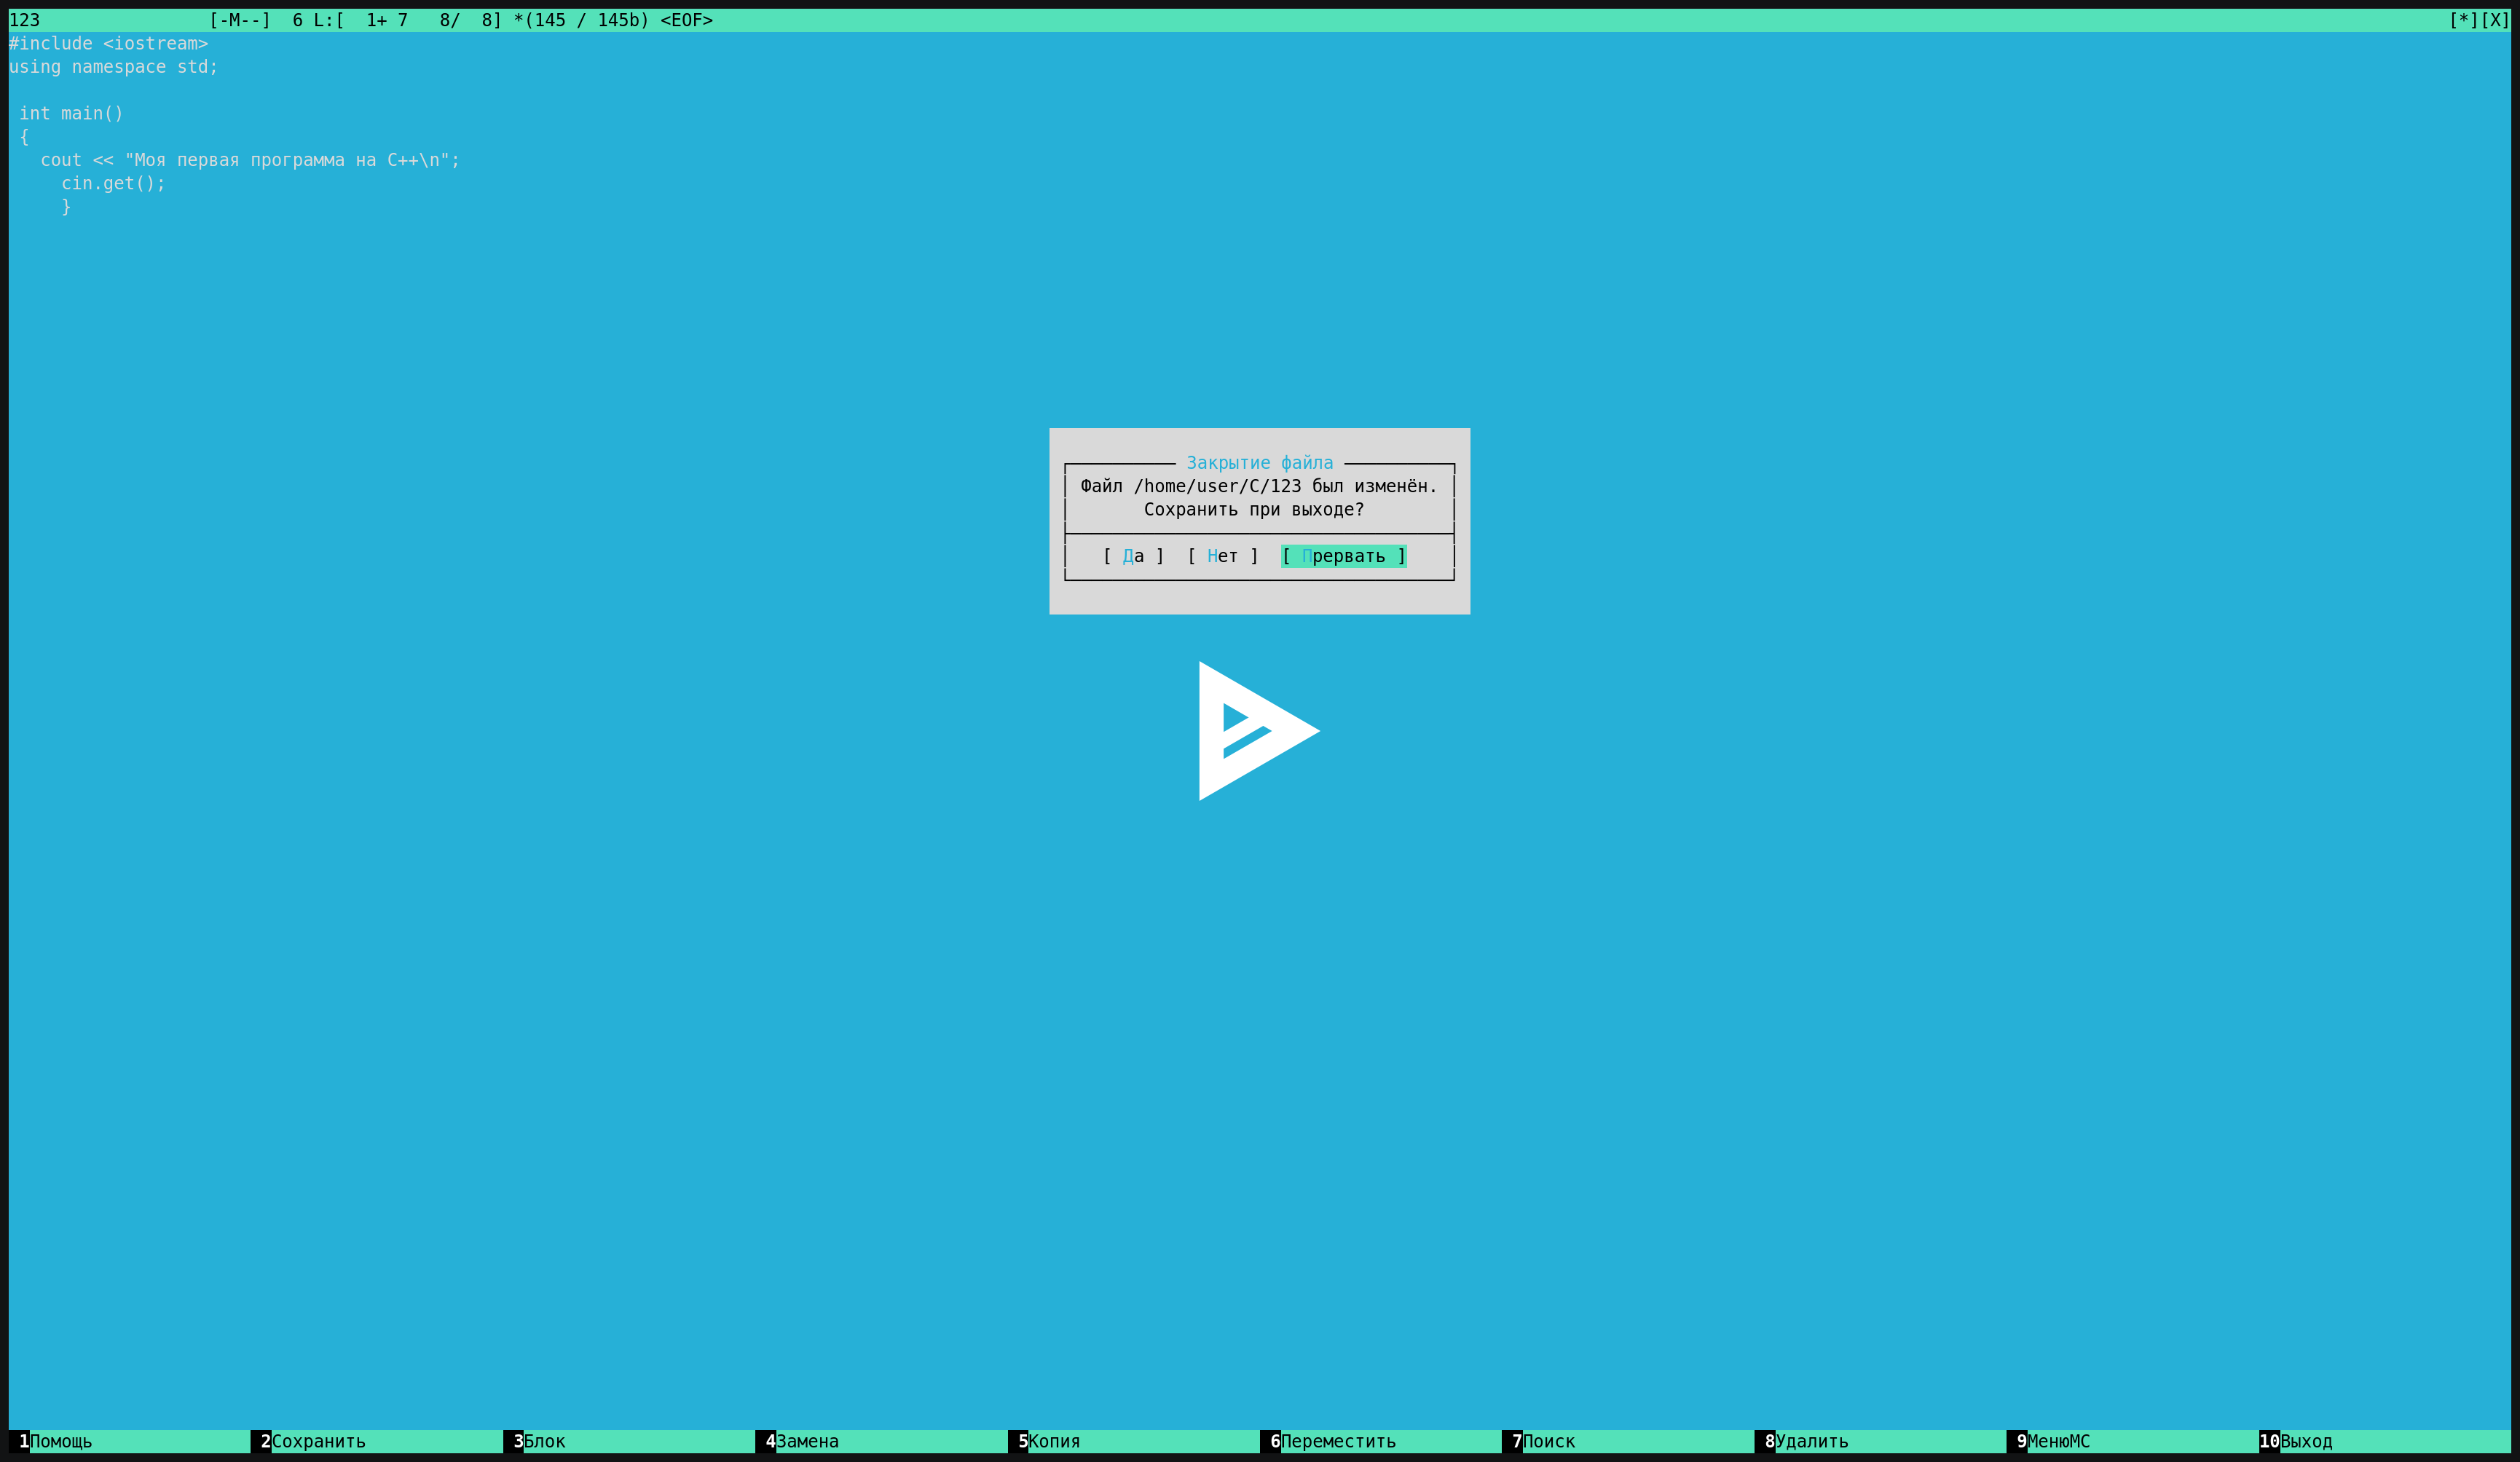 123                [-M--]  6 L:[  1+ 7   8/  8] *(145 / 145b) <EOF>                [*][X]
#include <iostream>
using namespace std;

 int main()
 {
   cout << "Моя первая программа на C++\n";
     cin.get();
     }
Закрытие файла
Файл /home/user/C/123 был изменён.
Сохранить при выходе?
[ Да ]  [ Нет ]  [ Прервать ]
1Помощь 2Сохранить 3Блок 4Замена 5Копия 6Переместить 7Поиск 8Удалить 9МенюMC 10Выход